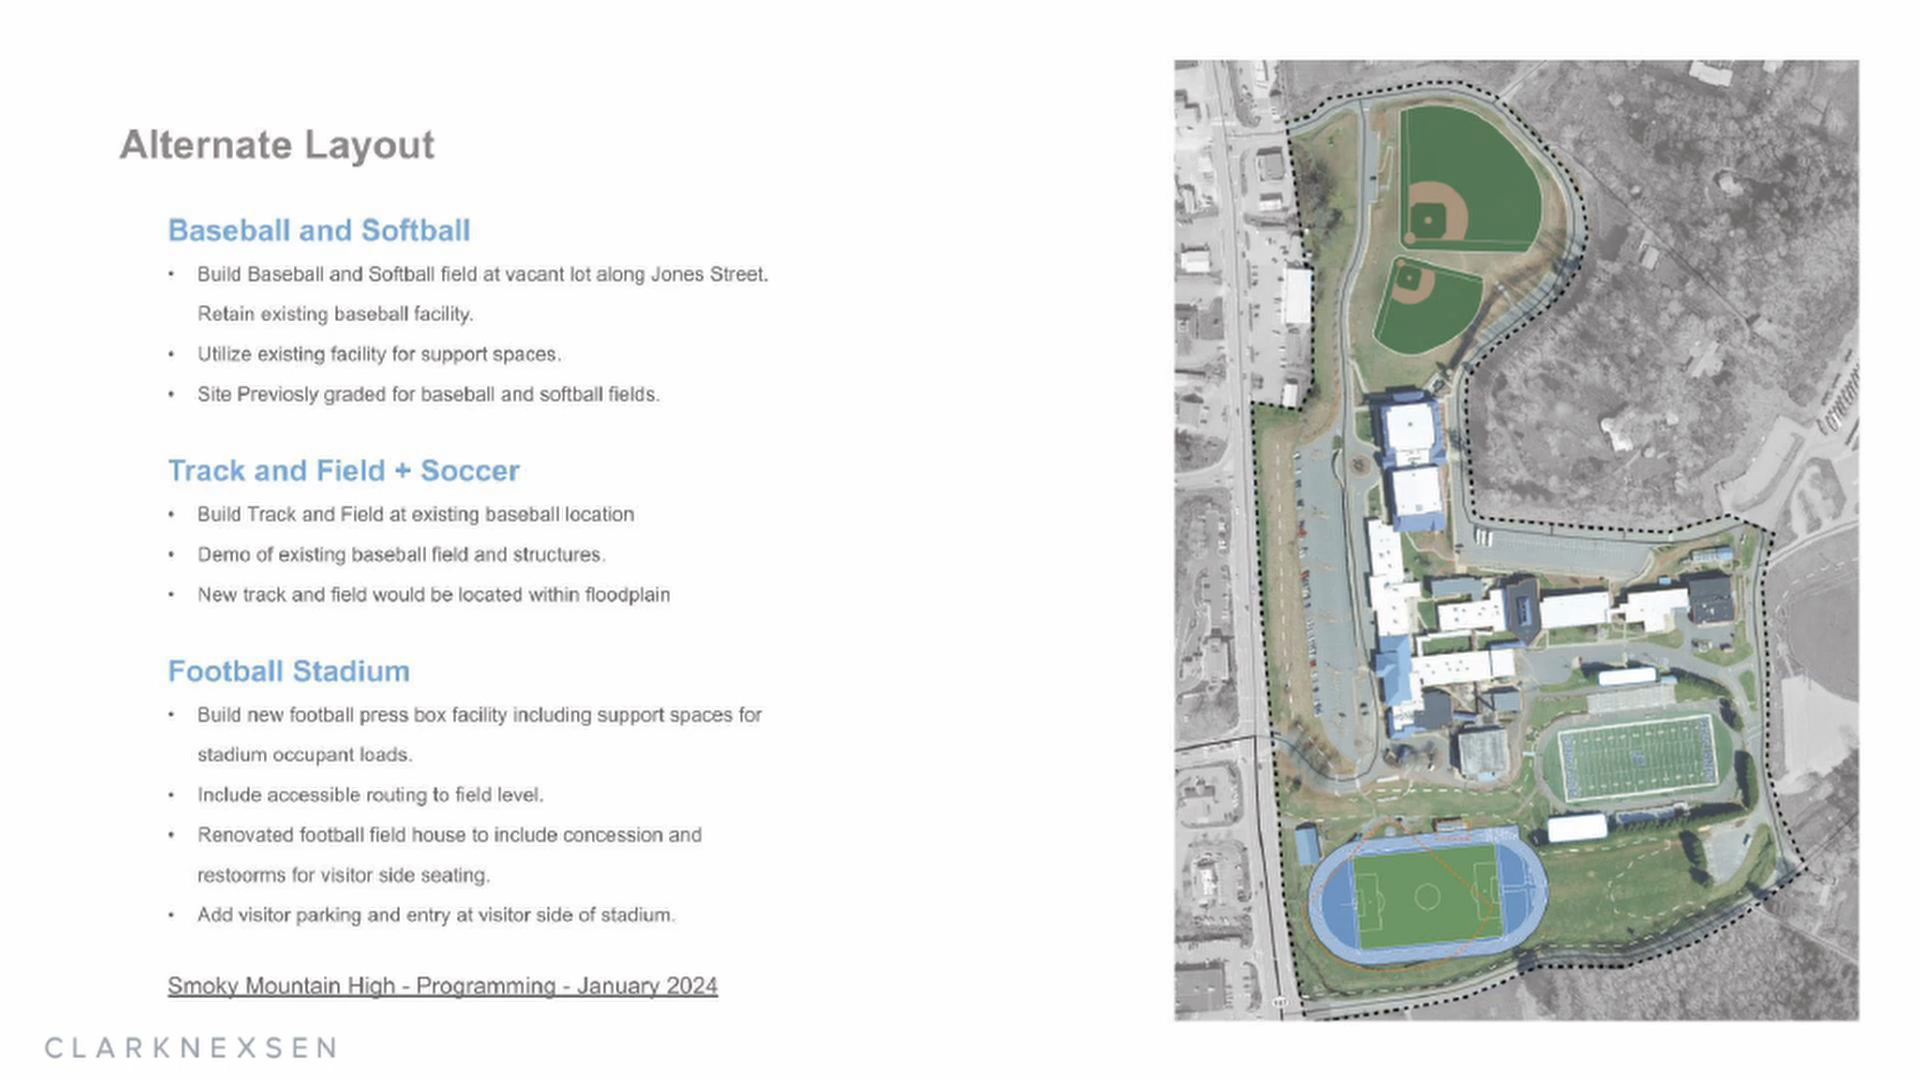 Alternate Layout
Baseball and Softball
• Build Baseball and Softball field at vacant lot along Jones Street.
Retain existing baseball facility.
• Utilize existing facility for support spaces.
• Site Previosly graded for baseball and softball fields.
Track and Field + Soccer
• Build Track and Field at existing baseball location
• Demo of existing baseball field and structures.
• New track and field would be located within floodplain
Football Stadium
• Build new football press box facility including support spaces for
stadium occupant loads.
• Include accessible routing to field level.
• Renovated football field house to include concession and
restoorms for visitor side seating.
• Add visitor parking and entry at visitor side of stadium.
Smoky Mountain High - Programming - January 2024
CLARKNEXSEN